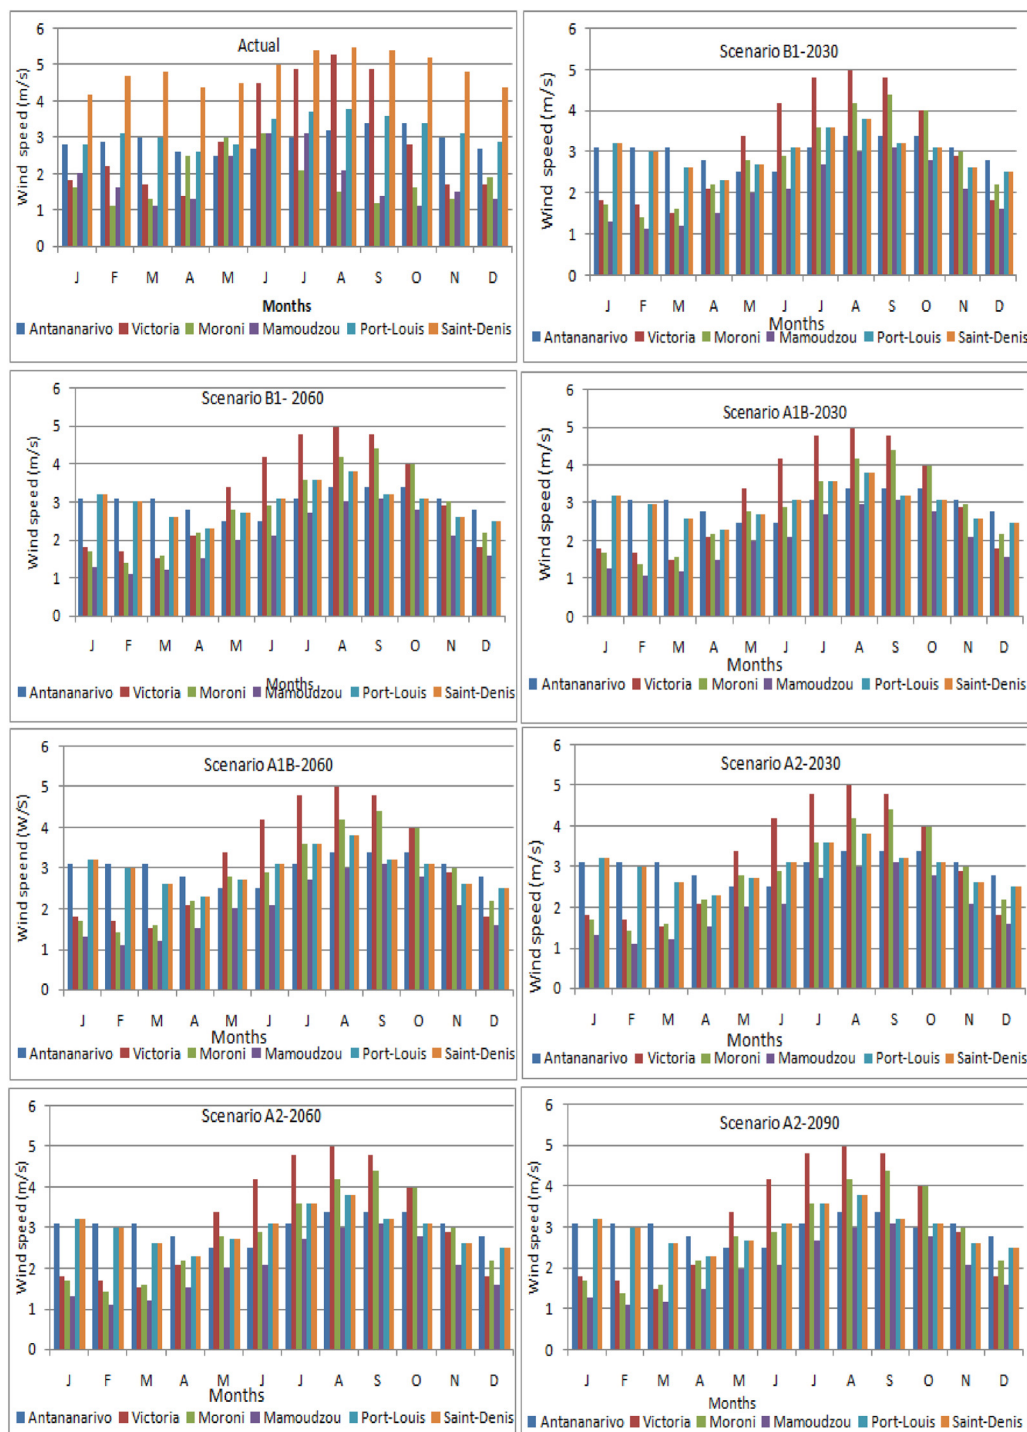 Actual
Wind speed (m/s)
6
5
4
3
2
1
0
J F M A M J J A S O N D
Months
Antananarivo Victoria Moroni Mamoudzou Port-Louis Saint-Denis
Scenario B1-2030
Wind speed (m/s)
6
5
4
3
2
1
0
J F M A M J J A S O N D
Months
Antananarivo Victoria Moroni Mamoudzou Port-Louis Saint-Denis
Scenario B1- 2060
Wind speed (m/s)
6
5
4
3
2
1
0
J F M A M J J A S O N D
Months
Antananarivo Victoria Moroni Mamoudzou Port-Louis Saint-Denis
Scenario A1B-2030
Wind speed (m/s)
6
5
4
3
2
1
0
J F M A M J J A S O N D
Months
Antananarivo Victoria Moroni Mamoudzou Port-Louis Saint-Denis
Scenario A1B-2060
Wind spend (W/S)
6
5
4
3
2
1
0
J F M A M J J A S O N D
Months
Antananarivo Victoria Moroni Mamoudzou Port-Louis Saint-Denis
Scenario A2-2030
Wind speed (m/s)
6
5
4
3
2
1
0
J F M A M J J A S O N D
Months
Antananarivo Victoria Moroni Mamoudzou Port-Louis Saint-Denis
Scenario A2-2060
Wind speed (m/s)
6
5
4
3
2
1
0
J F M A M J J A S O N D
Months
Antananarivo Victoria Moroni Mamoudzou Port-Louis Saint-Denis
Scenario A2-2090
Wind speed (m/s)
6
5
4
3
2
1
0
J F M A M J J A S O N D
Months
Antananarivo Victoria Moroni Mamoudzou Port-Louis Saint-Denis